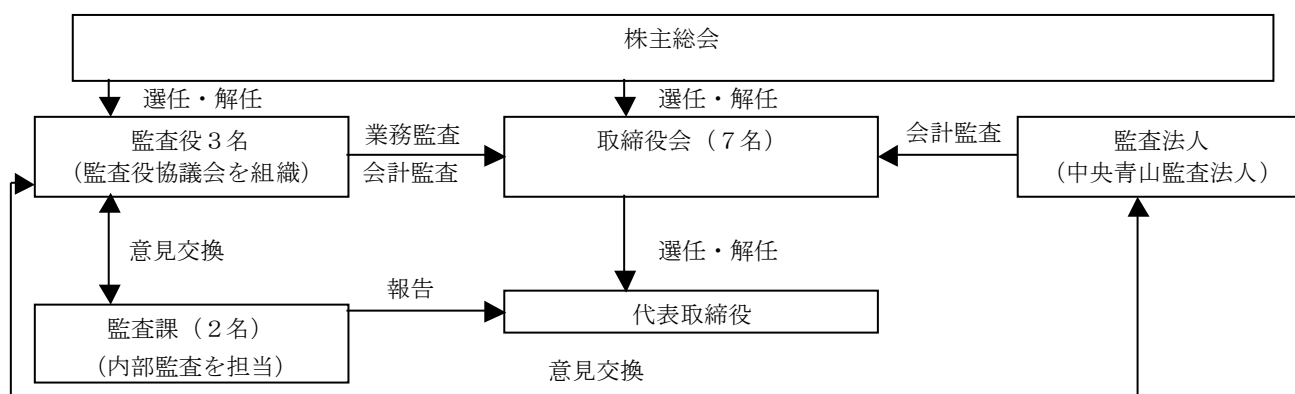 株主総会
選任・解任
選任・解任
監査役3名
(監査役協議会を組織)
業務監査
会計監査
取締役会(7名)
会計監査
監査法人
(中央青山監査法人)
意見交換
選任・解任
報告
監査課(2名)
(内部監査を担当)
代表取締役
意見交換